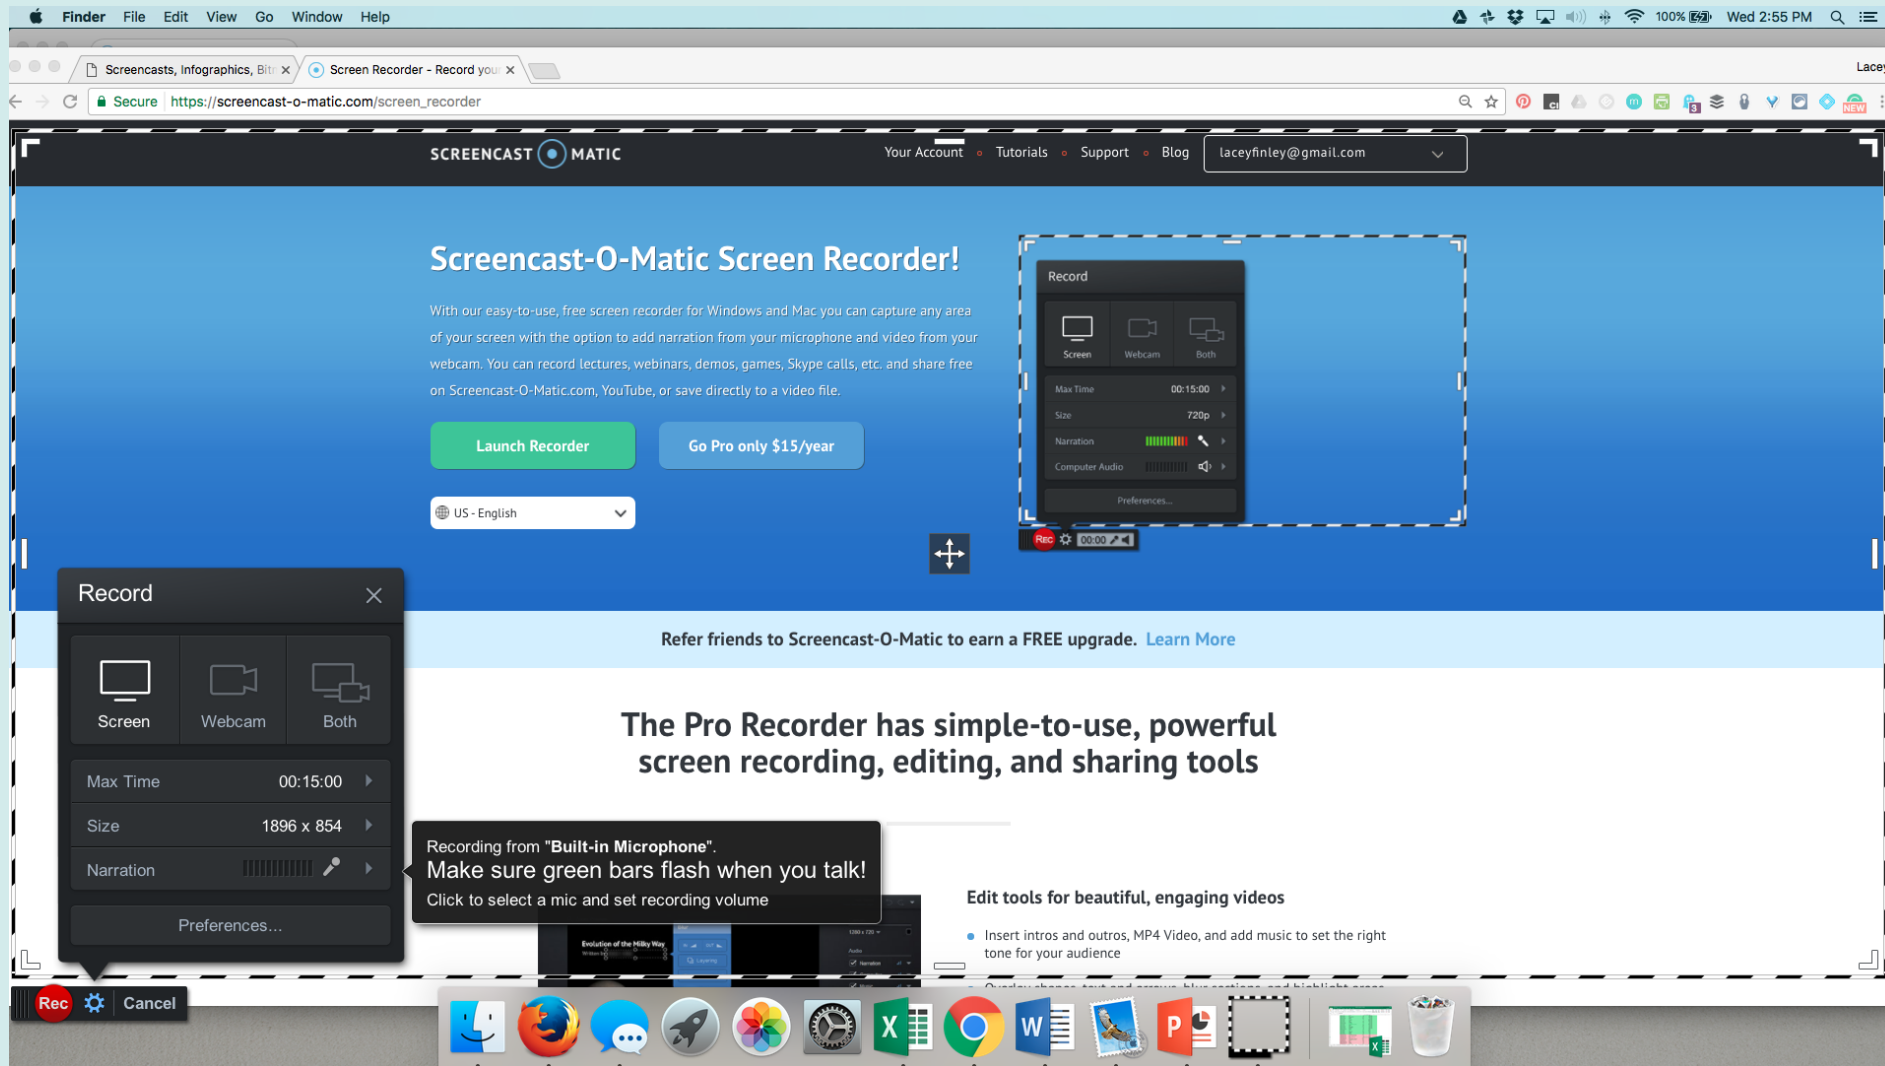 Finder File Edit View Go Window Help
100% Wed 2:55 PM
Screencasts, Infographics, Bit
Screen Recorder - Record your
Lacey
Secure https://screencast-o-matic.com/screen_recorder
3
NEW
SCREENCAST MATIC
Your Account Tutorials Support Blog laceyfinley@gmail.com
Screencast-O-Matic Screen Recorder!
With our easy-to-use, free screen recorder for Windows and Mac you can capture any area
of your screen with the option to add narration from your microphone and video from your
webcam. You can record lectures, webinars, demos, games, Skype calls, etc. and share free
on Screencast-O-Matic.com, YouTube, or save directly to a video file.
Launch Recorder
Go Pro only $15/year
US - English
Record
Screen Webcam Both
Max Time 00:15:00
Size 720p
Narration
Computer Audio
Preferences...
Rec 00:00
Refer friends to Screencast-O-Matic to earn a FREE upgrade. Learn More
The Pro Recorder has simple-to-use, powerful
screen recording, editing, and sharing tools
Record
Screen Webcam Both
Max Time 00:15:00
Size 1896 x 854
Narration
Preferences...
Rec Cancel
Recording from "Built-in Microphone".
Make sure green bars flash when you talk!
Click to select a mic and set recording volume
Evolution of the Milky Way
Edit tools for beautiful, engaging videos
Insert intros and outros, MP4 Video, and add music to set the right
tone for your audience